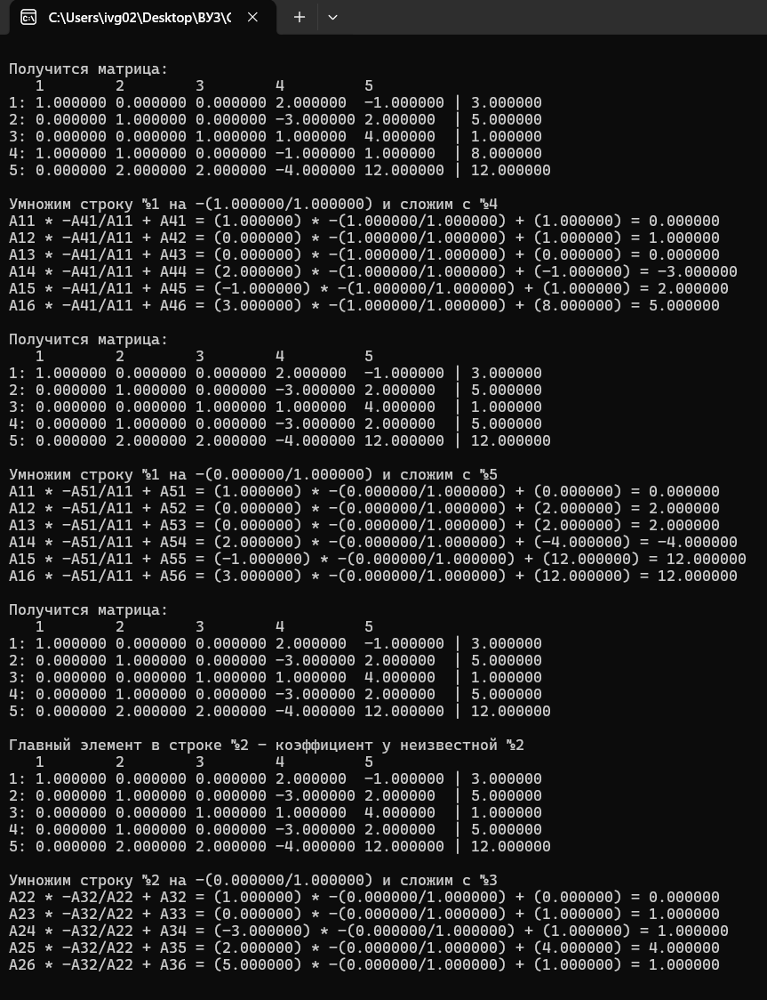 C:\Users\ivg02\Desktop\ВУЗ\С
Получится матрица:
1 2 3 4 5
1: 1.000000 0.000000 0.000000 2.000000 -1.000000 | 3.000000
2: 0.000000 1.000000 0.000000 -3.000000 2.000000 | 5.000000
3: 0.000000 0.000000 1.000000 1.000000 4.000000 | 1.000000
4: 1.000000 1.000000 0.000000 -1.000000 1.000000 | 8.000000
5: 0.000000 2.000000 2.000000 -4.000000 12.000000 | 12.000000
Умножим строку №1 на -(1.000000/1.000000) и сложим с №4
A11 * -A41/A11 + A41 = (1.000000) * -(1.000000/1.000000) + (1.000000) = 0.000000
A12 * -A41/A11 + A42 = (0.000000) * -(1.000000/1.000000) + (1.000000) = 1.000000
A13 * -A41/A11 + A43 = (0.000000) * -(1.000000/1.000000) + (0.000000) = 0.000000
A14 * -A41/A11 + A44 = (2.000000) * -(1.000000/1.000000) + (-1.000000) = -3.000000
A15 * -A41/A11 + A45 = (-1.000000) * -(1.000000/1.000000) + (1.000000) = 2.000000
A16 * -A41/A11 + A46 = (3.000000) * -(1.000000/1.000000) + (8.000000) = 5.000000
Получится матрица:
1 2 3 4 5
1: 1.000000 0.000000 0.000000 2.000000 -1.000000 | 3.000000
2: 0.000000 1.000000 0.000000 -3.000000 2.000000 | 5.000000
3: 0.000000 0.000000 1.000000 1.000000 4.000000 | 1.000000
4: 0.000000 1.000000 0.000000 -3.000000 2.000000 | 5.000000
5: 0.000000 2.000000 2.000000 -4.000000 12.000000 | 12.000000
Умножим строку №1 на -(0.000000/1.000000) и сложим с №5
A11 * -A51/A11 + A51 = (1.000000) * -(0.000000/1.000000) + (0.000000) = 0.000000
A12 * -A51/A11 + A52 = (0.000000) * -(0.000000/1.000000) + (2.000000) = 2.000000
A13 * -A51/A11 + A53 = (0.000000) * -(0.000000/1.000000) + (2.000000) = 2.000000
A14 * -A51/A11 + A54 = (2.000000) * -(0.000000/1.000000) + (-4.000000) = -4.000000
A15 * -A51/A11 + A55 = (-1.000000) * -(0.000000/1.000000) + (12.000000) = 12.000000
A16 * -A51/A11 + A56 = (3.000000) * -(0.000000/1.000000) + (12.000000) = 12.000000
Получится матрица:
1 2 3 4 5
1: 1.000000 0.000000 0.000000 2.000000 -1.000000 | 3.000000
2: 0.000000 1.000000 0.000000 -3.000000 2.000000 | 5.000000
3: 0.000000 0.000000 1.000000 1.000000 4.000000 | 1.000000
4: 0.000000 1.000000 0.000000 -3.000000 2.000000 | 5.000000
5: 0.000000 2.000000 2.000000 -4.000000 12.000000 | 12.000000
Главный элемент в строке №2 - коэффициент у неизвестной №2
1 2 3 4 5
1: 1.000000 0.000000 0.000000 2.000000 -1.000000 | 3.000000
2: 0.000000 1.000000 0.000000 -3.000000 2.000000 | 5.000000
3: 0.000000 0.000000 1.000000 1.000000 4.000000 | 1.000000
4: 0.000000 1.000000 0.000000 -3.000000 2.000000 | 5.000000
5: 0.000000 2.000000 2.000000 -4.000000 12.000000 | 12.000000
Умножим строку №2 на -(0.000000/1.000000) и сложим с №3
A22 * -A32/A22 + A32 = (1.000000) * -(0.000000/1.000000) + (0.000000) = 0.000000
A23 * -A32/A22 + A33 = (0.000000) * -(0.000000/1.000000) + (1.000000) = 1.000000
A24 * -A32/A22 + A34 = (-3.000000) * -(0.000000/1.000000) + (1.000000) = 1.000000
A25 * -A32/A22 + A35 = (2.000000) * -(0.000000/1.000000) + (4.000000) = 4.000000
A26 * -A32/A22 + A36 = (5.000000) * -(0.000000/1.000000) + (1.000000) = 1.000000